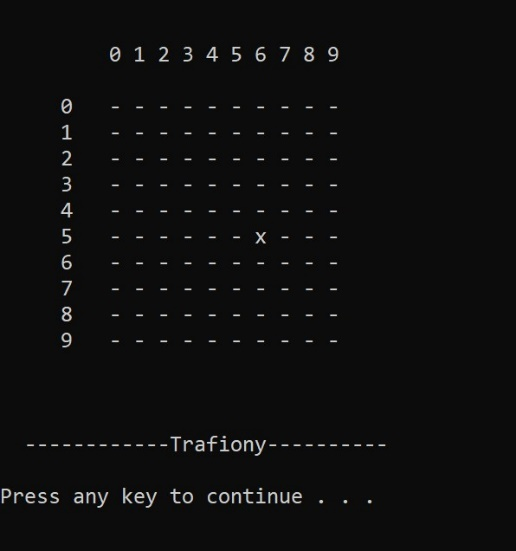 0 1 2 3 4 5 6 7 8 9
0 - - - - - - - - - -
1 - - - - - - - - - -
2 - - - - - - - - - -
3 - - - - - - - - - -
4 - - - - - - - - - -
5 - - - - - - x - - -
6 - - - - - - - - - -
7 - - - - - - - - - -
8 - - - - - - - - - -
9 - - - - - - - - - -
------------Trafiony----------
Press any key to continue . . .